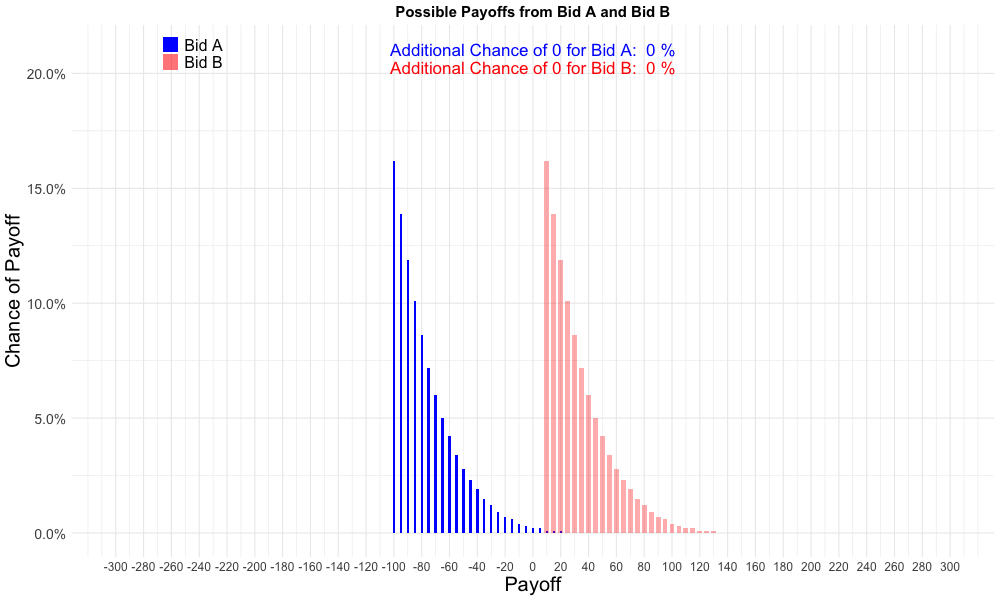 Possible Payoffs from Bid A and Bid B
Bid A
Bid B
Additional Chance of 0 for Bid A:  0 %
Additional Chance of 0 for Bid B:  0 %
Chance of Payoff
20.0%
15.0%
10.0%
5.0%
0.0%
-300 -280 -260 -240 -220 -200 -180 -160 -140 -120 -100 -80 -60 -40 -20 0 20 40 60 80 100 120 140 160 180 200 220 240 260 280 300
Payoff